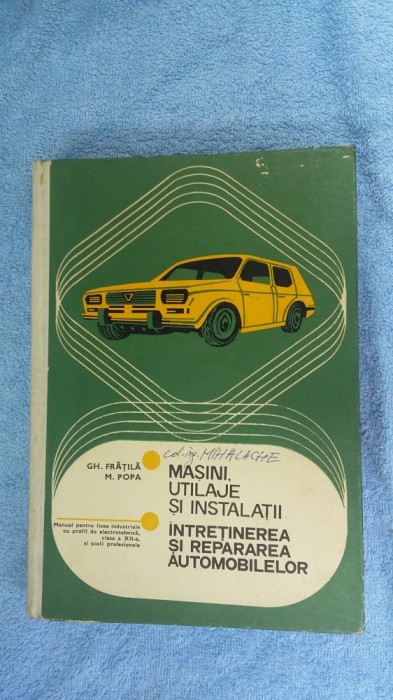 col. ing. MIHALACHE
GH. FRĂȚILĂ
M. POPA
MAȘINI,
UTILAJE
ȘI INSTALAȚII
Manual pentru licee industriale
cu profil de electrotehnică,
clasa a XII-a,
și școli profesionale
ÎNTREȚINEREA
ȘI REPARAREA
AUTOMOBILELOR